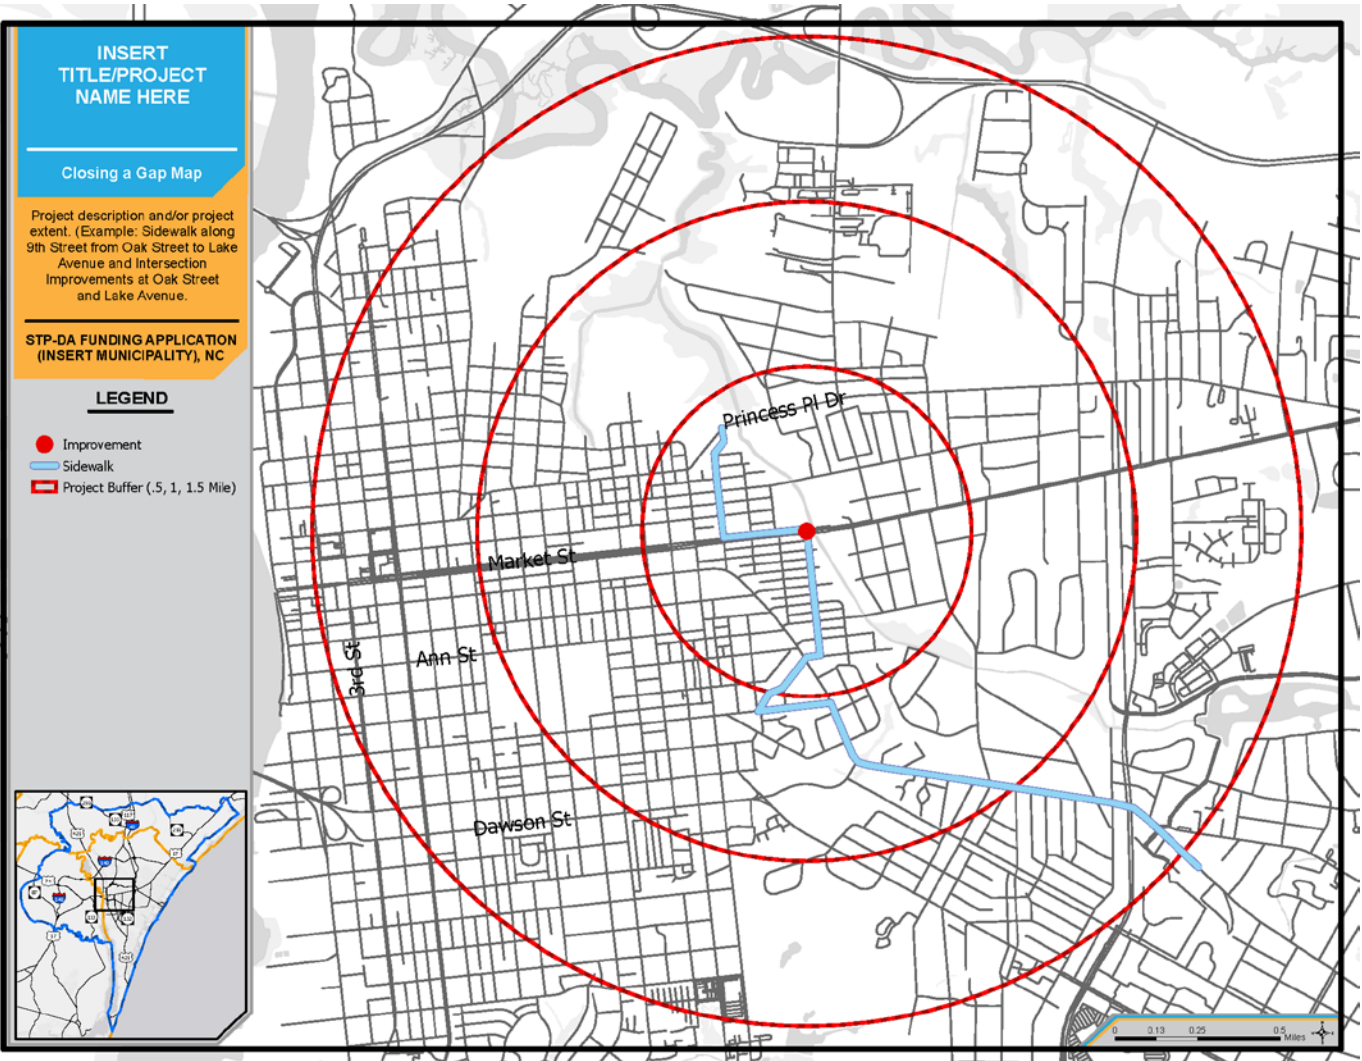 INSERT
TITLE/PROJECT
NAME HERE
Closing a Gap Map
Project description and/or project
extent. (Example: Sidewalk along
9th Street from Oak Street to Lake
Avenue and Intersection
Improvements at Oak Street
and Lake Avenue.
STP-DA FUNDING APPLICATION
(INSERT MUNICIPALITY), NC
LEGEND
Improvement
Sidewalk
Project Buffer (.5, 1, 1.5 Mile)
Princess Pl Dr
Market St
3rd St
Ann St
Dawson St
0 0.13 0.25 0.5
Miles